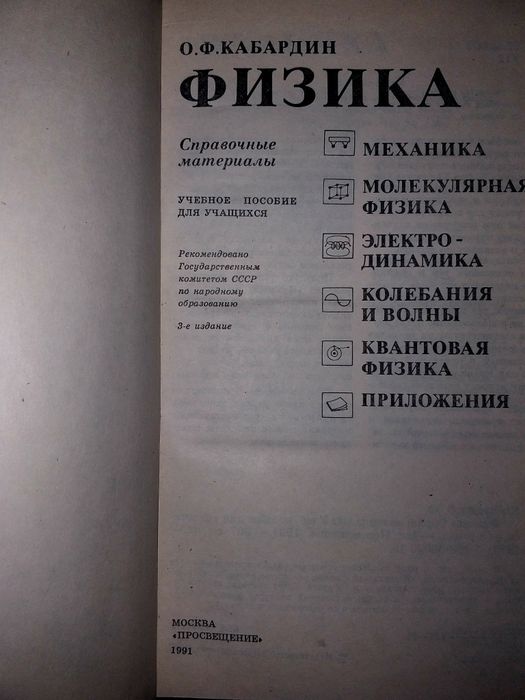 О.Ф.КАБАРДИН
ФИЗИКА
Справочные
материалы
УЧЕБНОЕ ПОСОБИЕ
ДЛЯ УЧАЩИХСЯ
Рекомендовано
Государственным
комитетом СССР
по народному
образованию
3-е издание
МЕХАНИКА
МОЛЕКУЛЯРНАЯ
ФИЗИКА
ЭЛЕКТРО-
ДИНАМИКА
КОЛЕБАНИЯ
И ВОЛНЫ
КВАНТОВАЯ
ФИЗИКА
ПРИЛОЖЕНИЯ
МОСКВА
«ПРОСВЕЩЕНИЕ»
1991